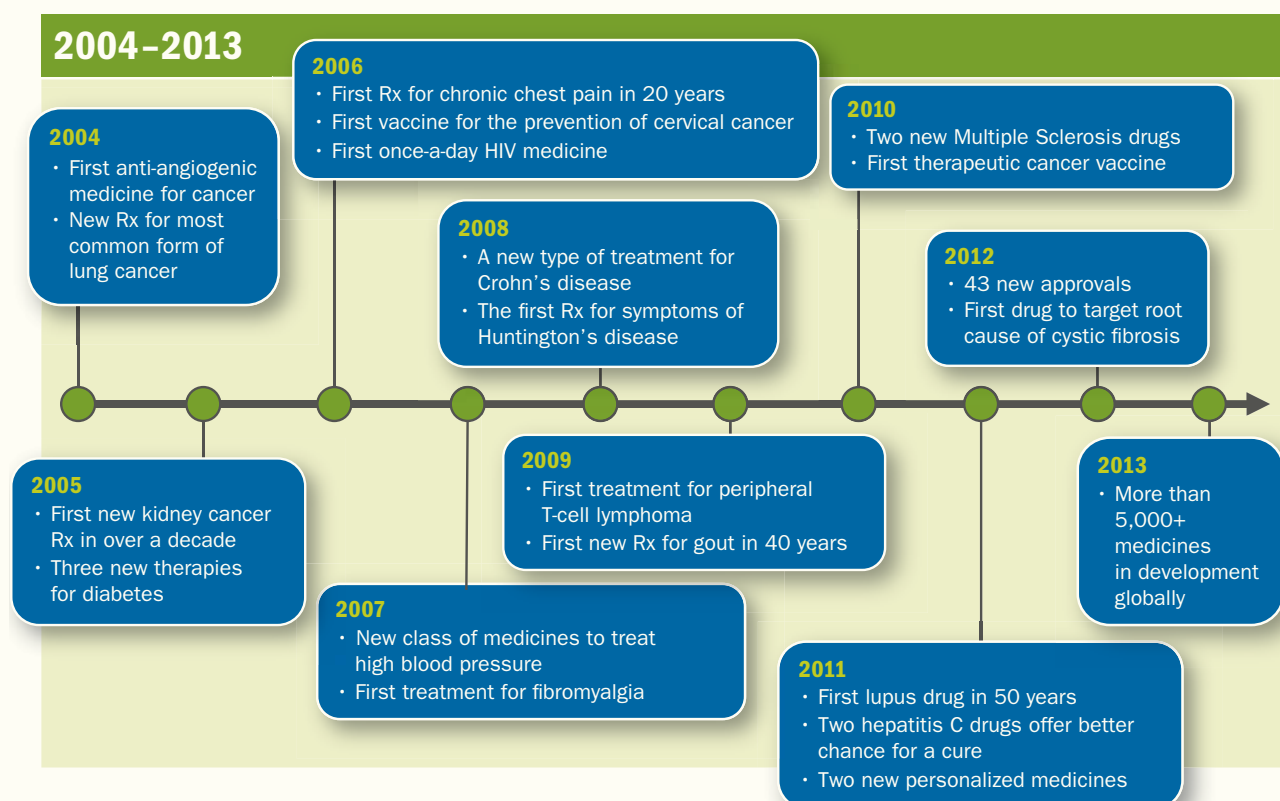 2004–2013
2004
· First anti-angiogenic
medicine for cancer
· New Rx for most
common form of
lung cancer
2005
· First new kidney cancer
Rx in over a decade
· Three new therapies
for diabetes
2006
· First Rx for chronic chest pain in 20 years
· First vaccine for the prevention of cervical cancer
· First once-a-day HIV medicine
2007
· New class of medicines to treat
high blood pressure
· First treatment for fibromyalgia
2008
· A new type of treatment for
Crohn’s disease
· The first Rx for symptoms of
Huntington’s disease
2009
· First treatment for peripheral
T-cell lymphoma
· First new Rx for gout in 40 years
2010
· Two new Multiple Sclerosis drugs
· First therapeutic cancer vaccine
2011
· First lupus drug in 50 years
· Two hepatitis C drugs offer better
chance for a cure
· Two new personalized medicines
2012
· 43 new approvals
· First drug to target root
cause of cystic fibrosis
2013
· More than
5,000+
medicines
in development
globally